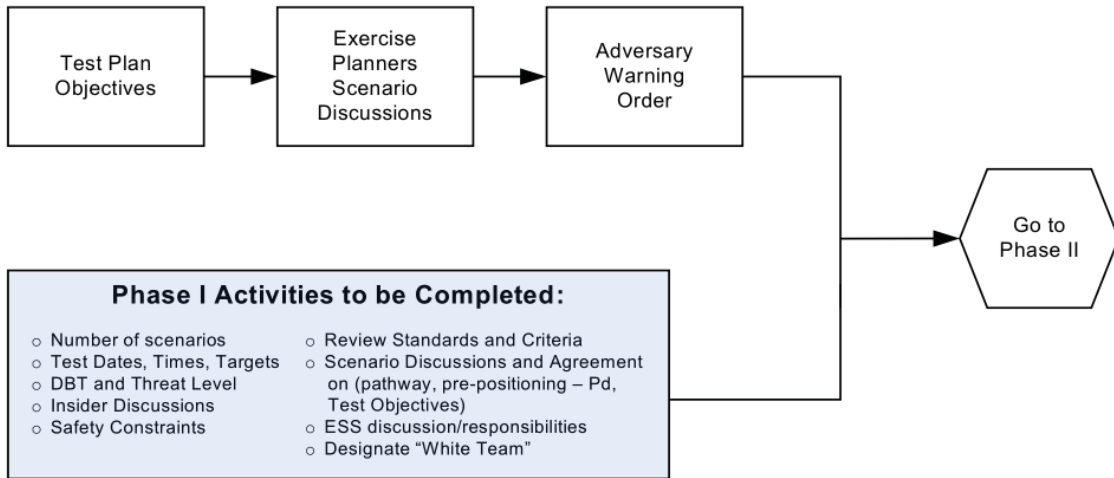 Test Plan
Objectives
Exercise
Planners
Scenario
Discussions
Adversary
Warning
Order
Go to
Phase II
Phase I Activities to be Completed:
○ Number of scenarios
○ Test Dates, Times, Targets
○ DBT and Threat Level
○ Insider Discussions
○ Safety Constraints
○ Review Standards and Criteria
○ Scenario Discussions and Agreement
on (pathway, pre-positioning – Pd,
Test Objectives)
○ ESS discussion/responsibilities
○ Designate “White Team”